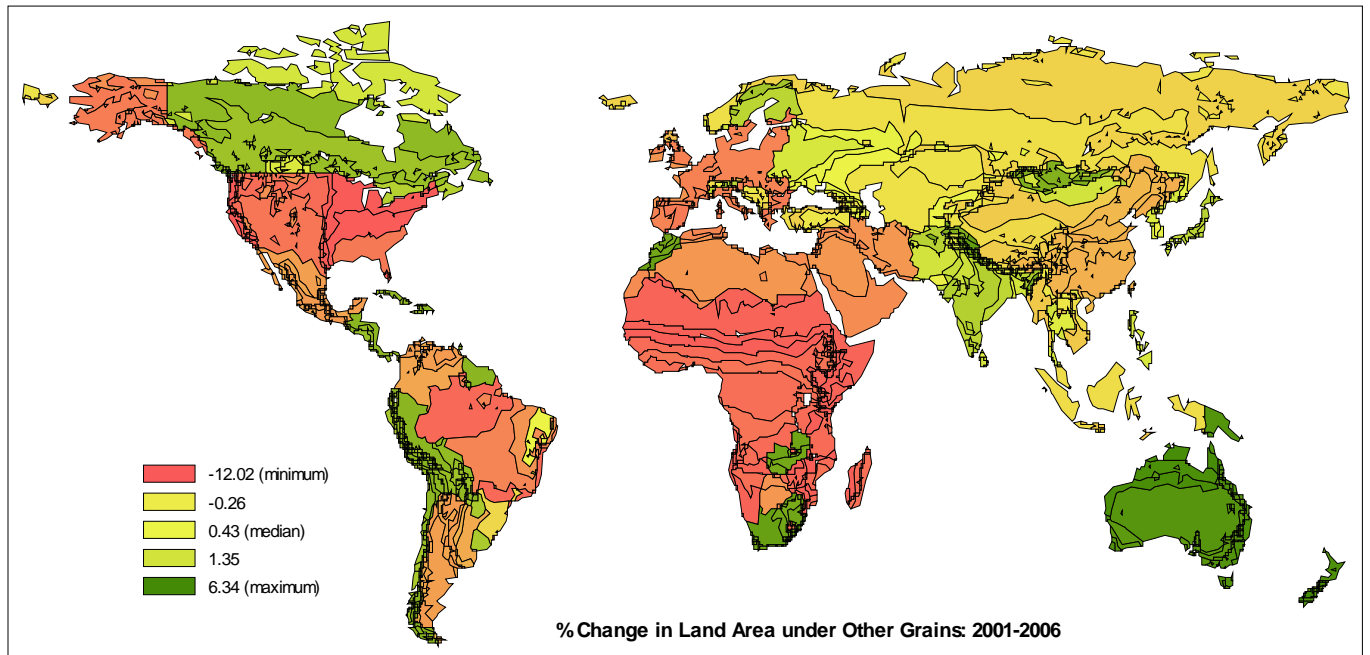 -12.02 (minimum)
-0.26
0.43 (median)
1.35
6.34 (maximum)
% Change in Land Area under Other Grains: 2001-2006